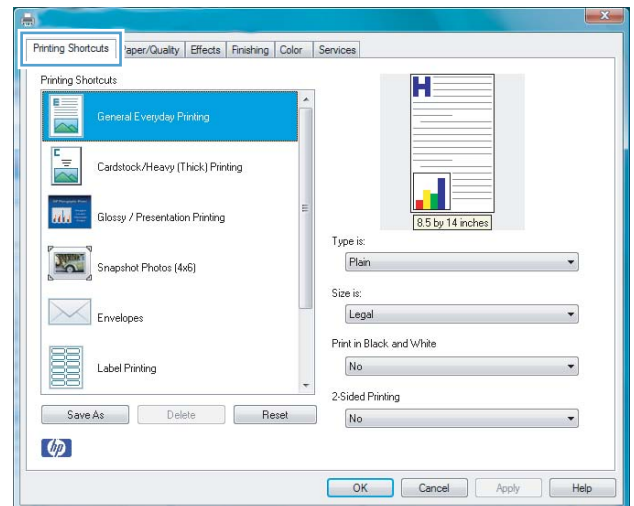 Printing Shortcuts
Paper/Quality
Effects
Finishing
Color
Services
Printing Shortcuts
General Everyday Printing
Cardstock/Heavy (Thick) Printing
Glossy / Presentation Printing
Snapshot Photos (4x6)
Envelopes
Label Printing
Save As
Delete
Reset
hp
H
8.5 by 14 inches
Type is:
Plain
Size is:
Legal
Print in Black and White
No
2-Sided Printing
No
OK
Cancel
Apply
Help